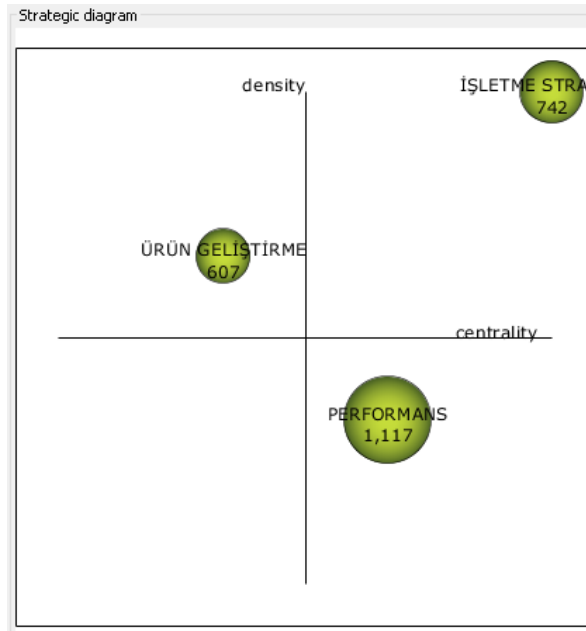 Strategic diagram
density
İŞLETME STRA
742
ÜRÜN GELİŞTİRME
607
centrality
PERFORMANS
1,117